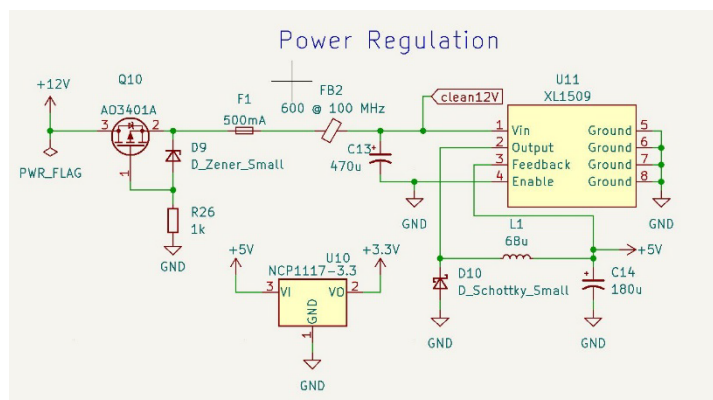 Power Regulation
+12V
Q10
AO3401A
3
2
1
PWR_FLAG
D9
D_Zener_Small
R26
1k
GND
F1
500mA
FB2
600 @ 100 MHz
C13
470u
GND
clean12V
U11
XL1509
1 Vin
2 Output
3 Feedback
4 Enable
Ground 5
Ground 6
Ground 7
Ground 8
GND
L1
68u
+5V
D10
D_Schottky_Small
GND
C14
180u
GND
+5V
U10
NCP1117-3.3
+3.3V
3 VI
VO 2
GND
1
GND